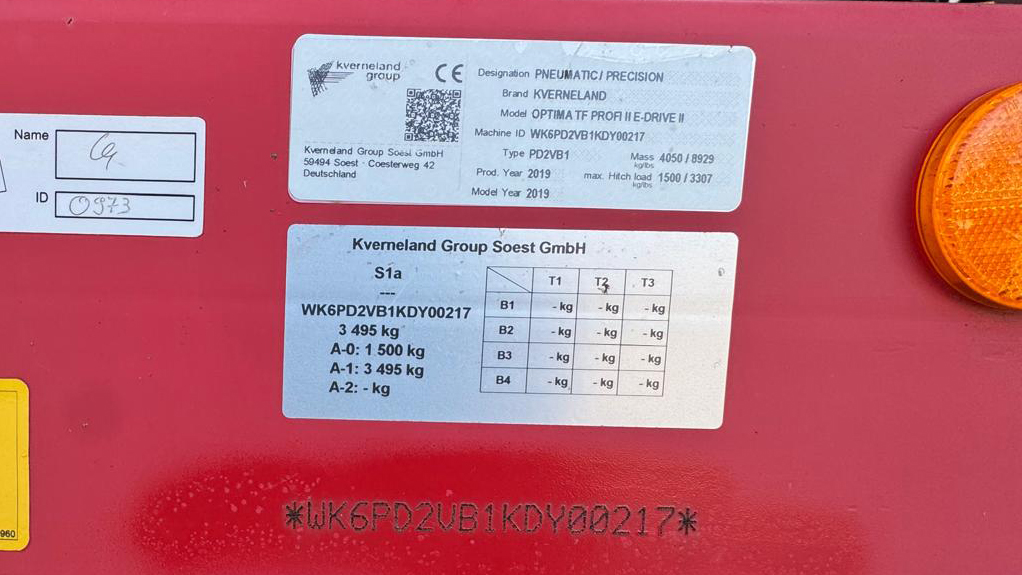 kverneland
group
CE
Kverneland Group Soest GmbH
59494 Soest · Coesterweg 42
Deutschland
Designation PNEUMATIC/ PRECISION
Brand KVERNELAND
Model OPTIMA TF PROFI II E-DRIVE II
Machine ID WK6PD2VB1KDY00217
Type PD2VB1
Mass 4050 / 8929
kg/lbs
Prod. Year 2019
max. Hitch load 1500 / 3307
kg/lbs
Model Year 2019
Name
ID 0973
Kverneland Group Soest GmbH
S1a
---
WK6PD2VB1KDY00217
3 495 kg
A-0: 1 500 kg
A-1: 3 495 kg
A-2: - kg
T1 T2 T3
B1 - kg - kg - kg
B2 - kg - kg - kg
B3 - kg - kg - kg
B4 - kg - kg - kg
*WK6PD2VB1KDY00217*
960